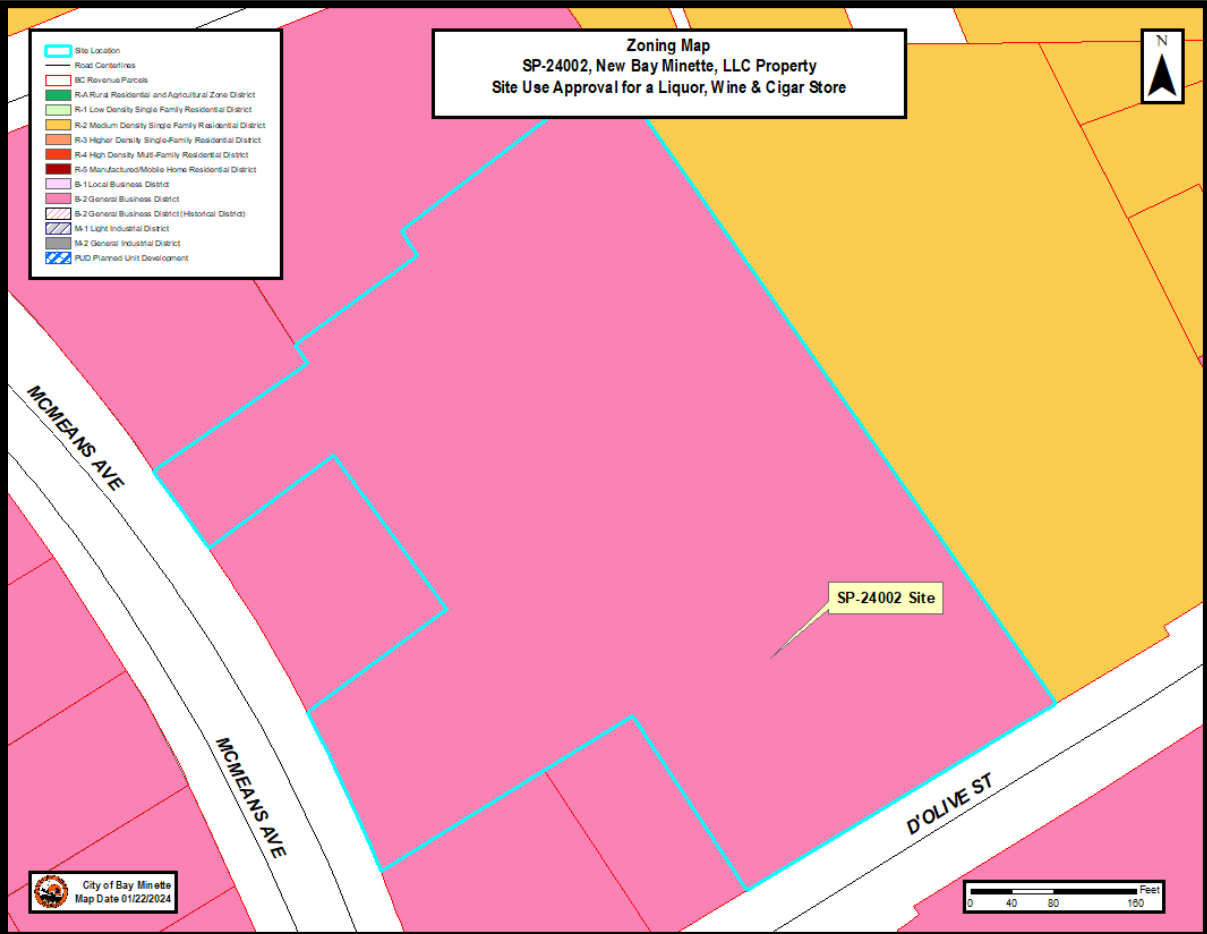 Zoning Map
SP-24002, New Bay Minette, LLC Property
Site Use Approval for a Liquor, Wine & Cigar Store
N
Site Location
Road Centerlines
BC Revenue Parcels
R-A Rural Residential and Agricultural Zone District
R-1 Low Density Single Family Residential District
R-2 Medium Density Single Family Residential District
R-3 Higher Density Single-Family Residential District
R-4 High Density Multi-Family Residential District
R-5 Manufactured/Mobile Home Residential District
B-1 Local Business District
B-2 General Business District
B-2 General Business District (Historical District)
M-1 Light Industrial District
M-2 General Industrial District
PUD Planned Unit Development
MCMEANS AVE
SP-24002 Site
MCMEANS AVE
D'OLIVE ST
City of Bay Minette
Map Date 01/22/2024
Feet
0 40 80 160